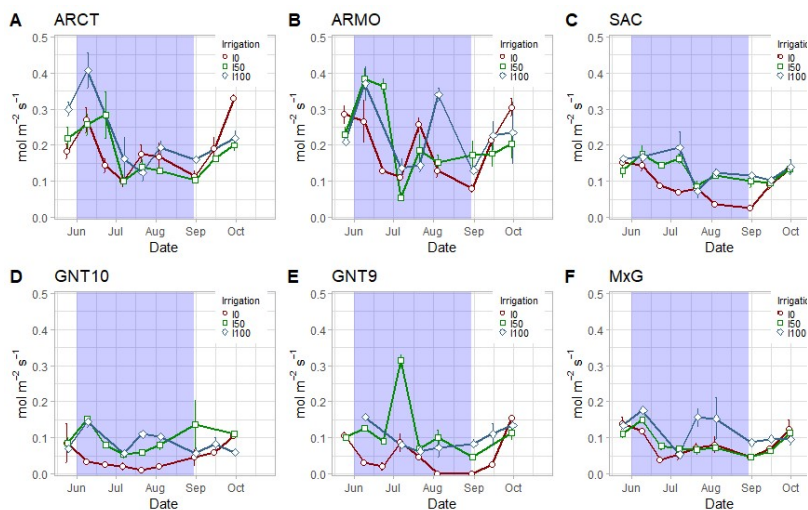 A ARCT
0.5
0.4
0.3
0.2
0.1
0.0
mol m⁻² s⁻¹
Irrigation
I0
I50
I100
Jun Jul Aug Sep Oct
Date
B ARMO
0.5
0.4
0.3
0.2
0.1
0.0
mol m⁻² s⁻¹
Irrigation
I0
I50
I100
Jun Jul Aug Sep Oct
Date
C SAC
0.5
0.4
0.3
0.2
0.1
0.0
mol m⁻² s⁻¹
Irrigation
I0
I50
I100
Jun Jul Aug Sep Oct
Date
D GNT10
0.5
0.4
0.3
0.2
0.1
0.0
mol m⁻² s⁻¹
Irrigation
I0
I50
I100
Jun Jul Aug Sep Oct
Date
E GNT9
0.5
0.4
0.3
0.2
0.1
0.0
mol m⁻² s⁻¹
Irrigation
I0
I50
I100
Jun Jul Aug Sep Oct
Date
F MxG
0.5
0.4
0.3
0.2
0.1
0.0
mol m⁻² s⁻¹
Irrigation
I0
I50
I100
Jun Jul Aug Sep Oct
Date